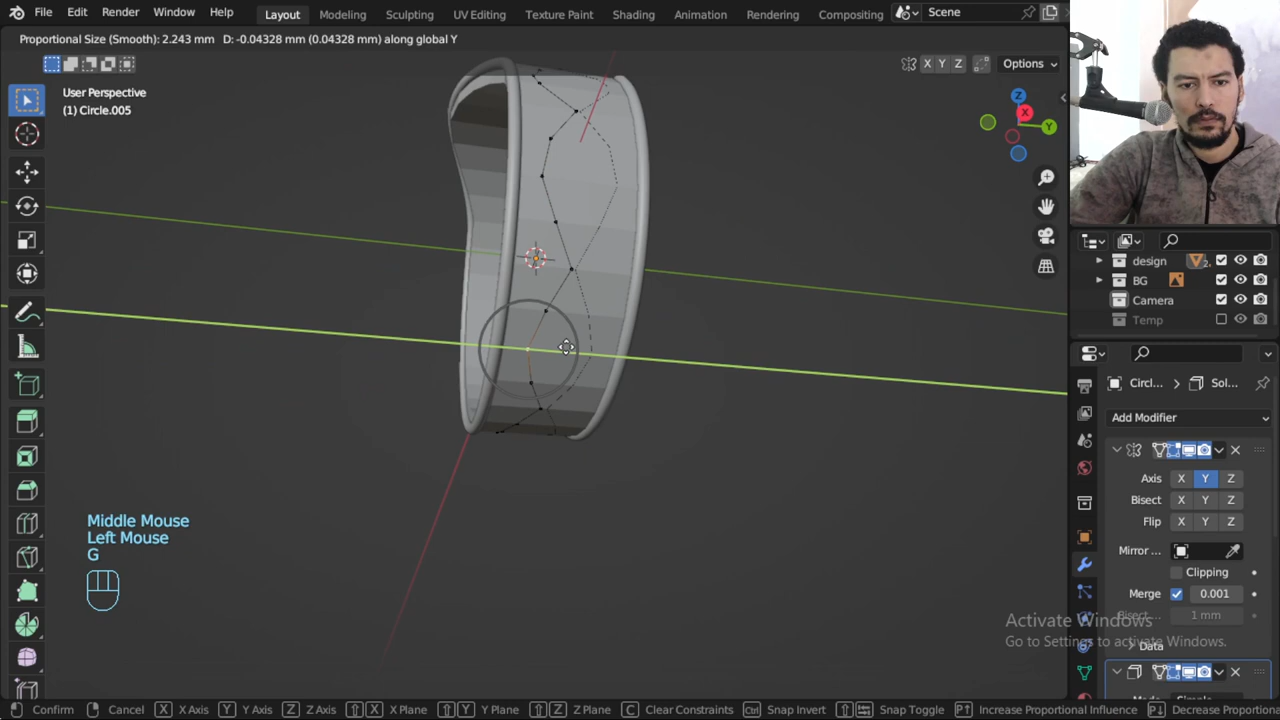 File Edit Render Window Help Layout Modeling Sculpting UV Editing Texture Paint Shading Animation Rendering Compositing Scene
Proportional Size (Smooth): 2.243 mm D: -0.04328 mm (0.04328 mm) along global Y
X Y Z Options
User Perspective
(1) Circle.005
Z
X
Y
design 2
BG
Camera
Temp
Circl... > Sol...
Add Modifier
Axis X Y Z
Bisect X Y Z
Flip X Y Z
Mirror ...
Clipping
Merge 0.001
Bisect... 1 mm
Data
Middle Mouse
Left Mouse
G
Activate Windows
Go to Settings to activate Windows.
Confirm Cancel X X Axis Y Y Axis Z Z Axis X X Plane Y Y Plane Z Z Plane C Clear Constraints Ctrl Snap Invert Snap Toggle P↑ Increase Proportional Influence P↓ Decrease Proportiona